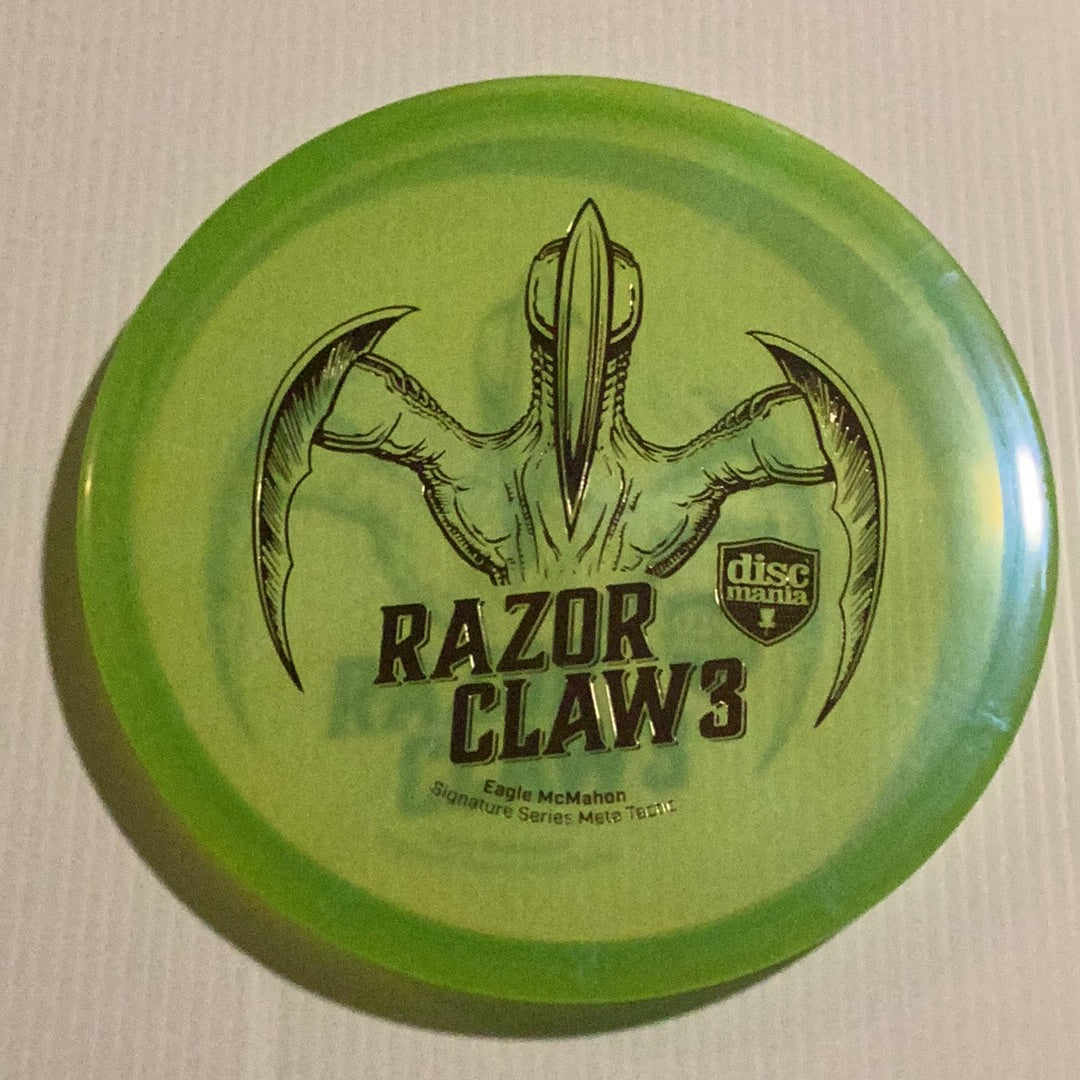 disc
mania
RAZOR
CLAW 3
Eagle McMahon
Signature Series Meta Tactic